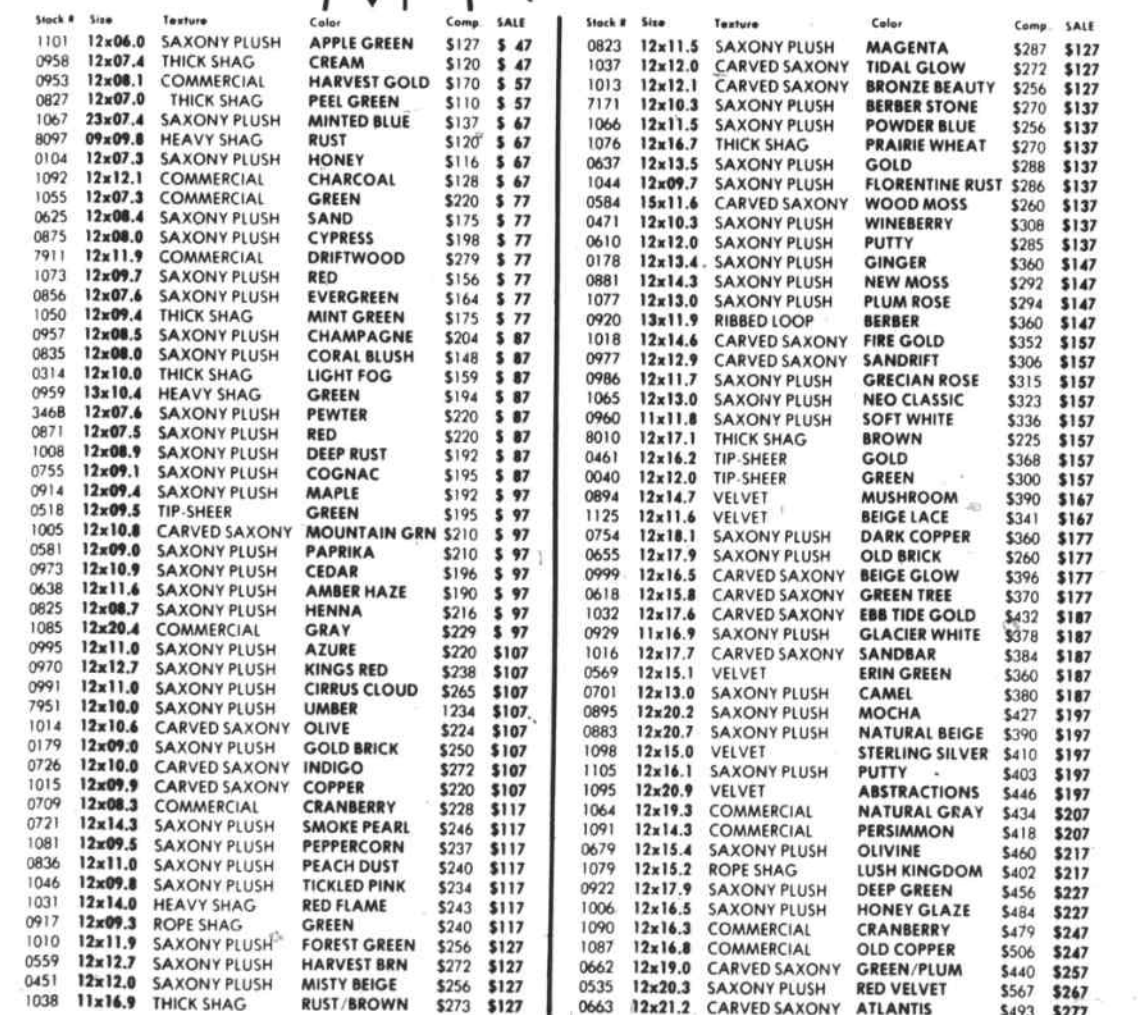 Stock # Size Texture Color Comp. SALE
1101 12x06.0 SAXONY PLUSH APPLE GREEN $127 $ 47
0958 12x07.4 THICK SHAG CREAM $120 $ 47
0953 12x08.1 COMMERCIAL HARVEST GOLD $170 $ 57
0827 12x07.0 THICK SHAG PEEL GREEN $110 $ 57
1067 23x07.4 SAXONY PLUSH MINTED BLUE $137 $ 67
8097 09x09.8 HEAVY SHAG RUST $120 $ 67
0104 12x07.3 SAXONY PLUSH HONEY $116 $ 67
1092 12x12.1 COMMERCIAL CHARCOAL $128 $ 67
1055 12x07.3 COMMERCIAL GREEN $220 $ 77
0625 12x08.4 SAXONY PLUSH SAND $175 $ 77
0875 12x08.0 SAXONY PLUSH CYPRESS $198 $ 77
7911 12x11.9 COMMERCIAL DRIFTWOOD $279 $ 77
1073 12x09.7 SAXONY PLUSH RED $156 $ 77
0856 12x07.6 SAXONY PLUSH EVERGREEN $164 $ 77
1050 12x09.4 THICK SHAG MINT GREEN $175 $ 77
0957 12x08.5 SAXONY PLUSH CHAMPAGNE $204 $ 87
0835 12x08.0 SAXONY PLUSH CORAL BLUSH $148 $ 87
0314 12x10.0 THICK SHAG LIGHT FOG $159 $ 87
0959 13x10.4 HEAVY SHAG GREEN $194 $ 87
346B 12x07.6 SAXONY PLUSH PEWTER $220 $ 87
0871 12x07.5 SAXONY PLUSH RED $220 $ 87
1008 12x08.9 SAXONY PLUSH DEEP RUST $192 $ 87
0755 12x09.1 SAXONY PLUSH COGNAC $195 $ 87
0914 12x09.4 SAXONY PLUSH MAPLE $192 $ 97
0518 12x09.5 TIP-SHEER GREEN $195 $ 97
1005 12x10.8 CARVED SAXONY MOUNTAIN GRN $210 $ 97
0581 12x09.0 SAXONY PLUSH PAPRIKA $210 $ 97
0973 12x10.9 SAXONY PLUSH CEDAR $196 $ 97
0638 12x11.6 SAXONY PLUSH AMBER HAZE $190 $ 97
0825 12x08.7 SAXONY PLUSH HENNA $216 $ 97
1085 12x20.4 COMMERCIAL GRAY $229 $ 97
0995 12x11.0 SAXONY PLUSH AZURE $220 $107
0970 12x12.7 SAXONY PLUSH KINGS RED $238 $107
0991 12x11.0 SAXONY PLUSH CIRRUS CLOUD $265 $107
7951 12x10.0 SAXONY PLUSH UMBER 1234 $107
1014 12x10.6 CARVED SAXONY OLIVE $224 $107
0179 12x09.0 SAXONY PLUSH GOLD BRICK $250 $107
0726 12x10.0 CARVED SAXONY INDIGO $272 $107
1015 12x09.9 CARVED SAXONY COPPER $220 $107
0709 12x08.3 COMMERCIAL CRANBERRY $228 $117
0721 12x14.3 SAXONY PLUSH SMOKE PEARL $246 $117
1081 12x09.5 SAXONY PLUSH PEPPERCORN $237 $117
0836 12x11.0 SAXONY PLUSH PEACH DUST $240 $117
1046 12x09.8 SAXONY PLUSH TICKLED PINK $234 $117
1031 12x14.0 HEAVY SHAG RED FLAME $243 $117
0917 12x09.3 ROPE SHAG GREEN $240 $117
1010 12x11.9 SAXONY PLUSH FOREST GREEN $256 $127
0559 12x12.7 SAXONY PLUSH HARVEST BRN $272 $127
0451 12x12.0 SAXONY PLUSH MISTY BEIGE $256 $127
1038 11x16.9 THICK SHAG RUST/BROWN $273 $127
Stock # Size Texture Color Comp. SALE
0823 12x11.5 SAXONY PLUSH MAGENTA $287 $127
1037 12x12.0 CARVED SAXONY TIDAL GLOW $272 $127
1013 12x12.1 CARVED SAXONY BRONZE BEAUTY $256 $127
7171 12x10.3 SAXONY PLUSH BERBER STONE $270 $137
1066 12x11.5 SAXONY PLUSH POWDER BLUE $256 $137
1076 12x16.7 THICK SHAG PRAIRIE WHEAT $270 $137
0637 12x13.5 SAXONY PLUSH GOLD $288 $137
1044 12x09.7 SAXONY PLUSH FLORENTINE RUST $286 $137
0584 15x11.6 CARVED SAXONY WOOD MOSS $260 $137
0471 12x10.3 SAXONY PLUSH WINEBERRY $308 $137
0610 12x12.0 SAXONY PLUSH PUTTY $285 $137
0178 12x13.4 SAXONY PLUSH GINGER $360 $147
0881 12x14.3 SAXONY PLUSH NEW MOSS $292 $147
1077 12x13.0 SAXONY PLUSH PLUM ROSE $294 $147
0920 13x11.9 RIBBED LOOP BERBER $360 $147
1018 12x14.6 CARVED SAXONY FIRE GOLD $352 $157
0977 12x12.9 CARVED SAXONY SANDRIFT $306 $157
0986 12x11.7 SAXONY PLUSH GRECIAN ROSE $315 $157
1065 12x13.0 SAXONY PLUSH NEO CLASSIC $323 $157
0960 11x11.8 SAXONY PLUSH SOFT WHITE $336 $157
8010 12x17.1 THICK SHAG BROWN $225 $157
0461 12x16.2 TIP-SHEER GOLD $368 $157
0040 12x12.0 TIP-SHEER GREEN $300 $157
0894 12x14.7 VELVET MUSHROOM $390 $167
1125 12x11.6 VELVET BEIGE LACE $341 $167
0754 12x18.1 SAXONY PLUSH DARK COPPER $360 $177
0655 12x17.9 SAXONY PLUSH OLD BRICK $260 $177
0999 12x16.5 CARVED SAXONY BEIGE GLOW $396 $177
0618 12x15.8 CARVED SAXONY GREEN TREE $370 $177
1032 12x17.6 CARVED SAXONY EBB TIDE GOLD $432 $187
0929 11x16.9 SAXONY PLUSH GLACIER WHITE $378 $187
1016 12x17.7 CARVED SAXONY SANDBAR $384 $187
0569 12x15.1 VELVET ERIN GREEN $360 $187
0701 12x13.0 SAXONY PLUSH CAMEL $380 $187
0895 12x20.2 SAXONY PLUSH MOCHA $427 $197
0883 12x20.7 SAXONY PLUSH NATURAL BEIGE $390 $197
1098 12x15.0 VELVET STERLING SILVER $410 $197
1105 12x16.1 SAXONY PLUSH PUTTY $403 $197
1095 12x20.9 VELVET ABSTRACTIONS $446 $197
1064 12x19.3 COMMERCIAL NATURAL GRAY $434 $207
1091 12x14.3 COMMERCIAL PERSIMMON $418 $207
0679 12x15.4 SAXONY PLUSH OLIVINE $460 $217
1079 12x15.2 ROPE SHAG LUSH KINGDOM $402 $217
0922 12x17.9 SAXONY PLUSH DEEP GREEN $456 $227
1006 12x16.5 SAXONY PLUSH HONEY GLAZE $484 $227
1090 12x16.3 COMMERCIAL CRANBERRY $479 $247
1087 12x16.8 COMMERCIAL OLD COPPER $506 $247
0662 12x19.0 CARVED SAXONY GREEN/PLUM $440 $257
0535 12x20.3 SAXONY PLUSH RED VELVET $567 $267
0663 12x21.2 CARVED SAXONY ATLANTIS $493 $277